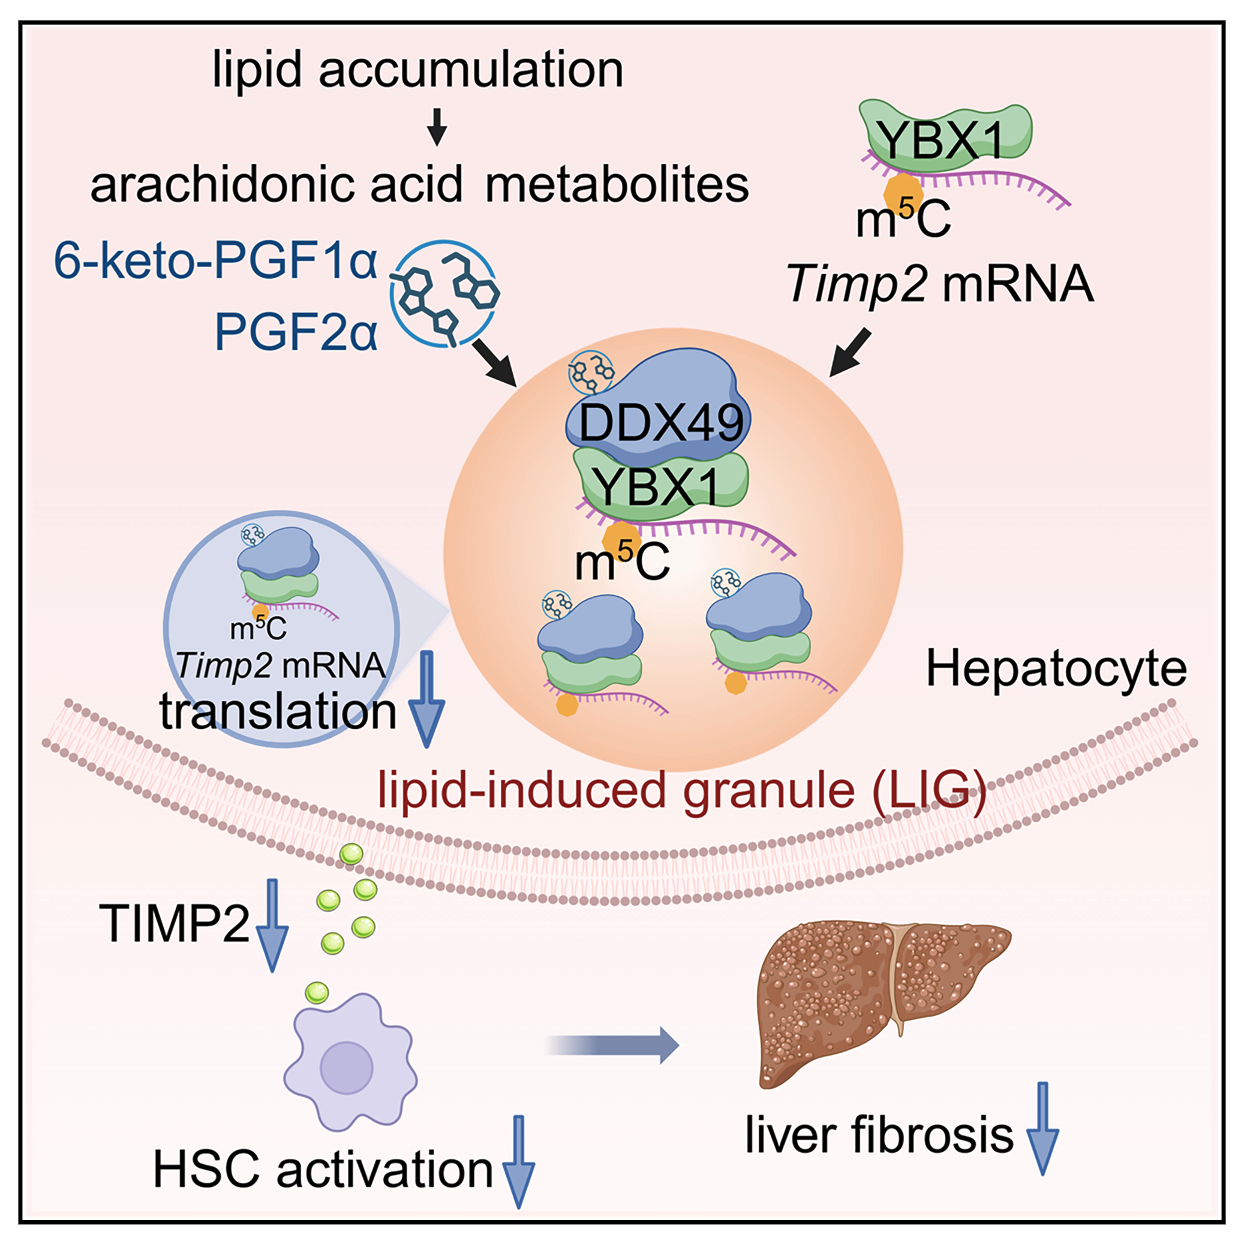 lipid accumulation
arachidonic acid metabolites
6-keto-PGF1α
PGF2α
YBX1
m⁵C
Timp2 mRNA
DDX49
YBX1
m⁵C
m⁵C
Timp2 mRNA
translation
Hepatocyte
lipid-induced granule (LIG)
TIMP2
HSC activation
liver fibrosis